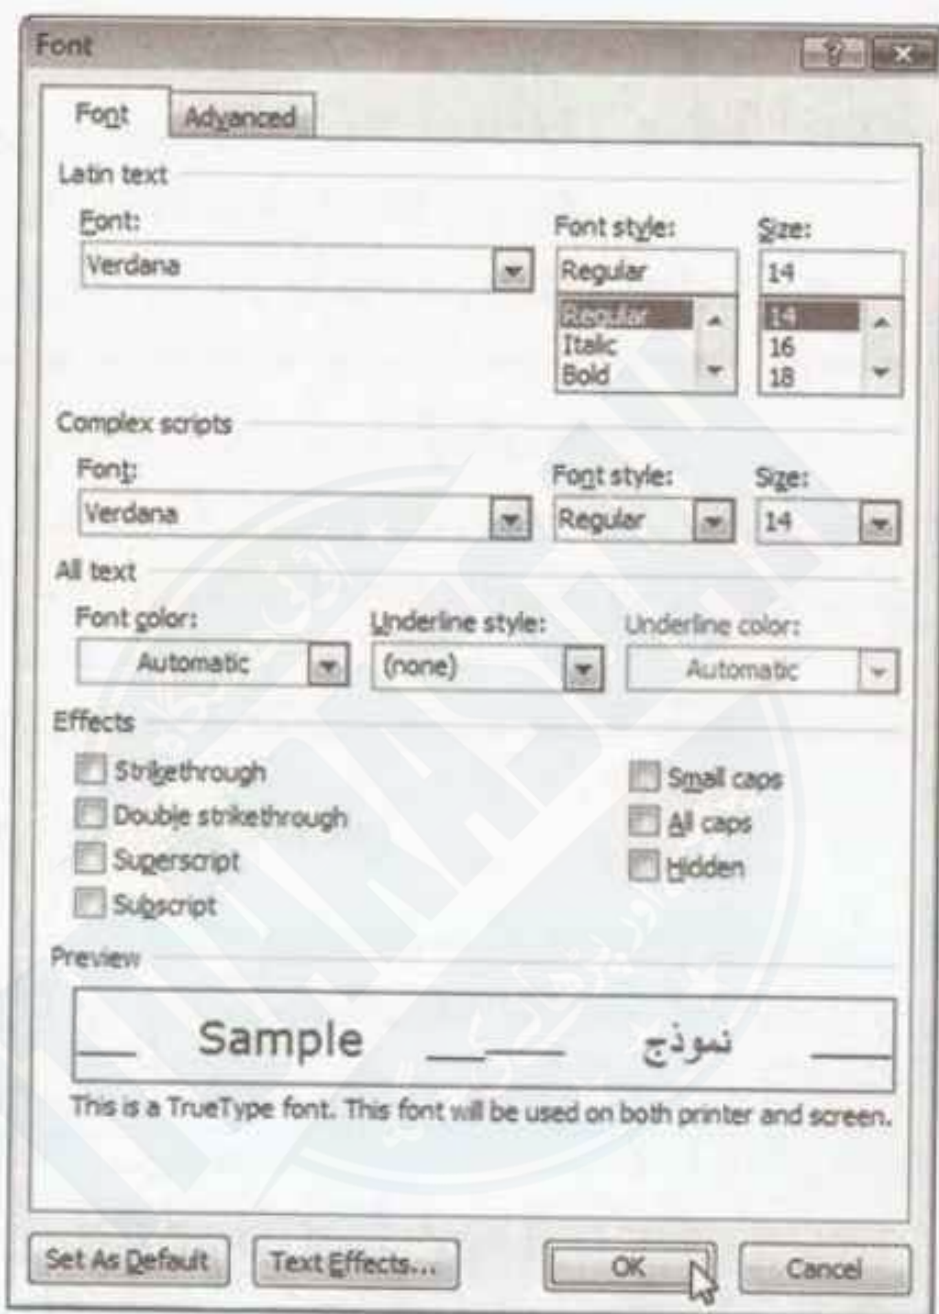 Font
Font Advanced
Latin text
Font: Font style: Size:
Verdana Regular 14
Regular 14
Italic 16
Bold 18
Complex scripts
Font: Font style: Size:
Verdana Regular 14
All text
Font color: Underline style: Underline color:
Automatic (none) Automatic
Effects
Strikethrough Small caps
Double strikethrough All caps
Superscript Hidden
Subscript
Preview
Sample نموذج
This is a TrueType font. This font will be used on both printer and screen.
Set As Default Text Effects... OK Cancel